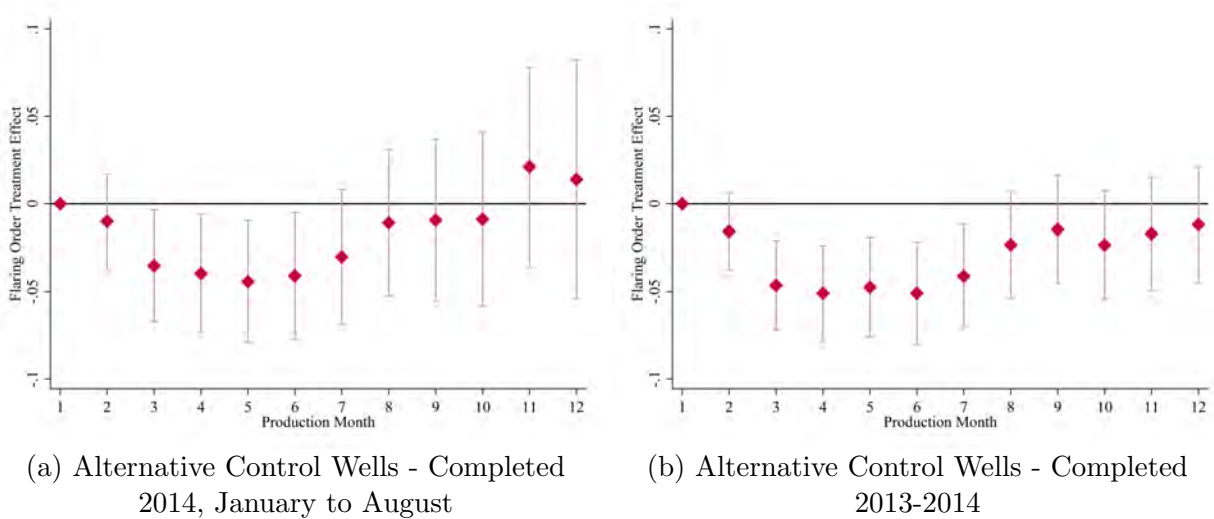 Flaring Order Treatment Effect
.1
.05
0
-.05
-.1
1 2 3 4 5 6 7 8 9 10 11 12
Production Month
(a) Alternative Control Wells - Completed
2014, January to August
Flaring Order Treatment Effect
.1
.05
0
-.05
-.1
1 2 3 4 5 6 7 8 9 10 11 12
Production Month
(b) Alternative Control Wells - Completed
2013-2014